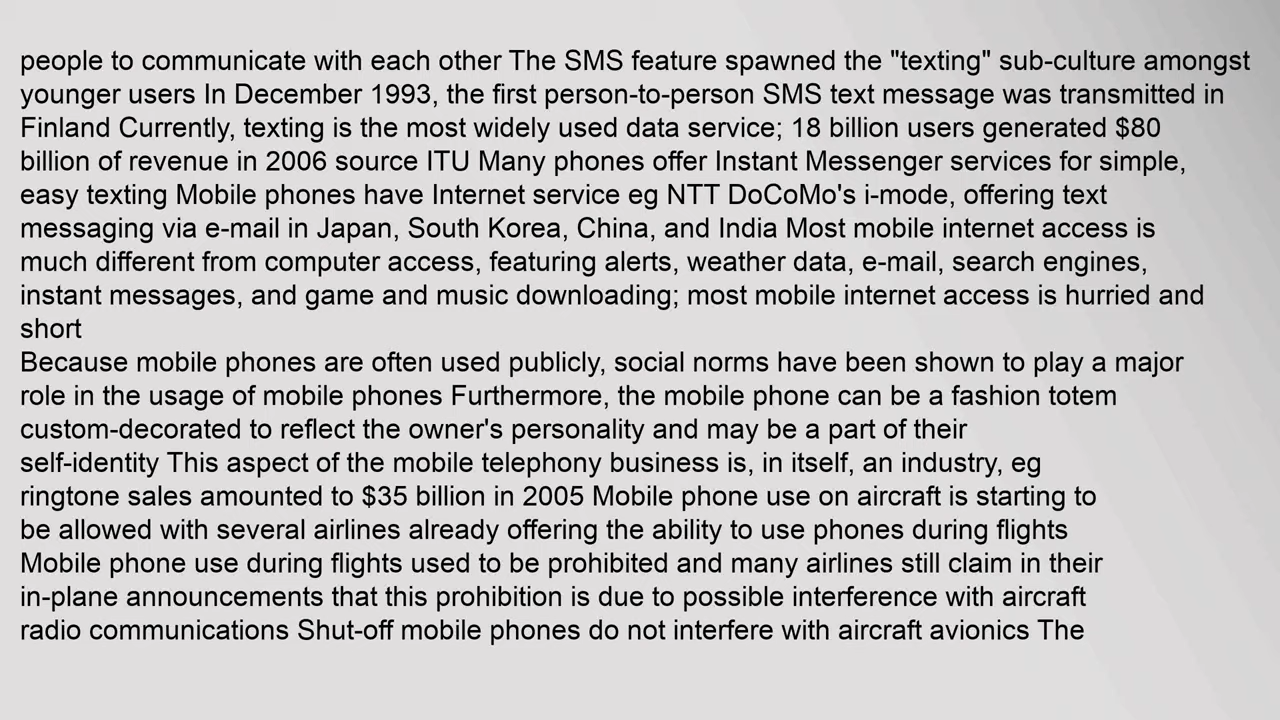 people to communicate with each other The SMS feature spawned the "texting" sub-culture amongst
younger users In December 1993, the first person-to-person SMS text message was transmitted in
Finland Currently, texting is the most widely used data service; 18 billion users generated $80
billion of revenue in 2006 source ITU Many phones offer Instant Messenger services for simple,
easy texting Mobile phones have Internet service eg NTT DoCoMo's i-mode, offering text
messaging via e-mail in Japan, South Korea, China, and India Most mobile internet access is
much different from computer access, featuring alerts, weather data, e-mail, search engines,
instant messages, and game and music downloading; most mobile internet access is hurried and
short
Because mobile phones are often used publicly, social norms have been shown to play a major
role in the usage of mobile phones Furthermore, the mobile phone can be a fashion totem
custom-decorated to reflect the owner's personality and may be a part of their
self-identity This aspect of the mobile telephony business is, in itself, an industry, eg
ringtone sales amounted to $35 billion in 2005 Mobile phone use on aircraft is starting to
be allowed with several airlines already offering the ability to use phones during flights
Mobile phone use during flights used to be prohibited and many airlines still claim in their
in-plane announcements that this prohibition is due to possible interference with aircraft
radio communications Shut-off mobile phones do not interfere with aircraft avionics The